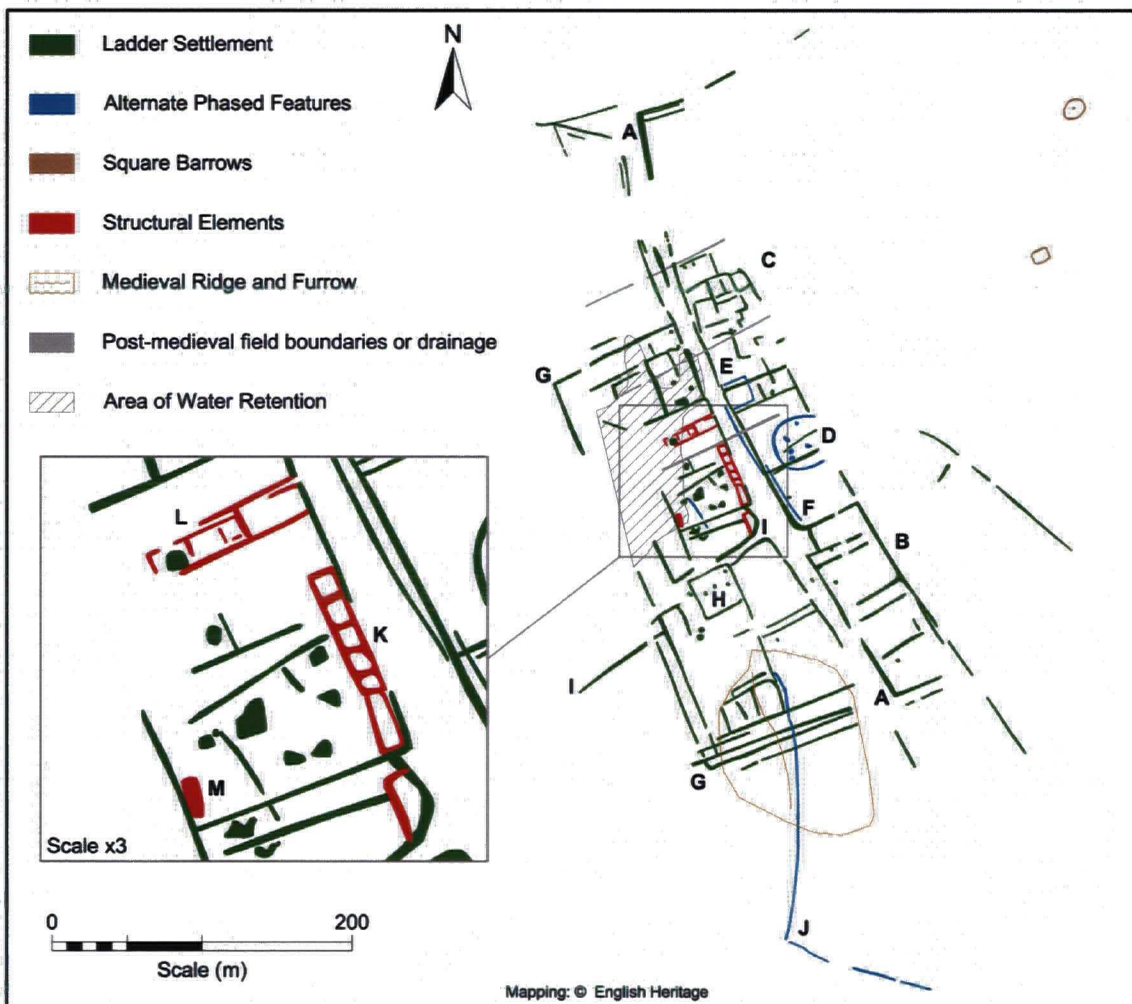 Ladder Settlement
Alternate Phased Features
Square Barrows
Structural Elements
Medieval Ridge and Furrow
Post-medieval field boundaries or drainage
Area of Water Retention
N
A
C
G
E
D
F
B
I
H
I
A
G
J
L
K
M
Scale x3
0 200
Scale (m)
Mapping: © English Heritage